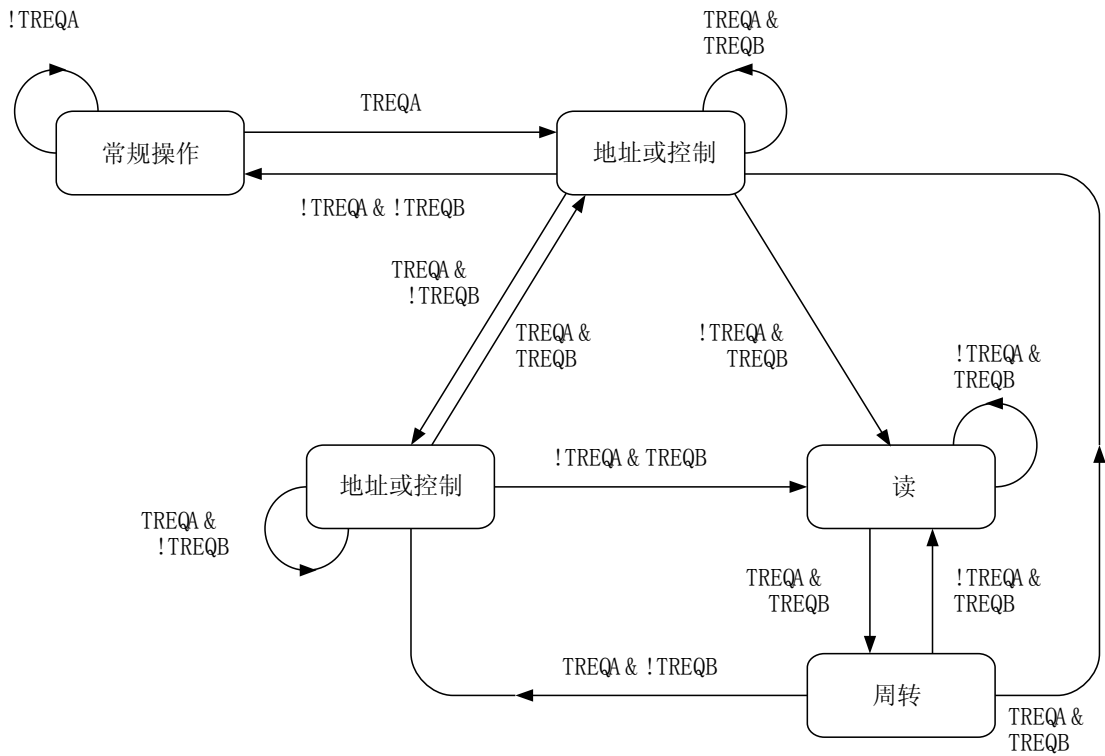 !TREQA
TREQA &
TREQB
TREQA
常规操作
地址或控制
!TREQA & !TREQB
TREQA &
!TREQB
TREQA &
TREQB
!TREQA &
TREQB
!TREQA &
TREQB
!TREQA & TREQB
地址或控制
读
TREQA &
!TREQB
TREQA &
TREQB
!TREQA &
TREQB
TREQA & !TREQB
周转
TREQA &
TREQB